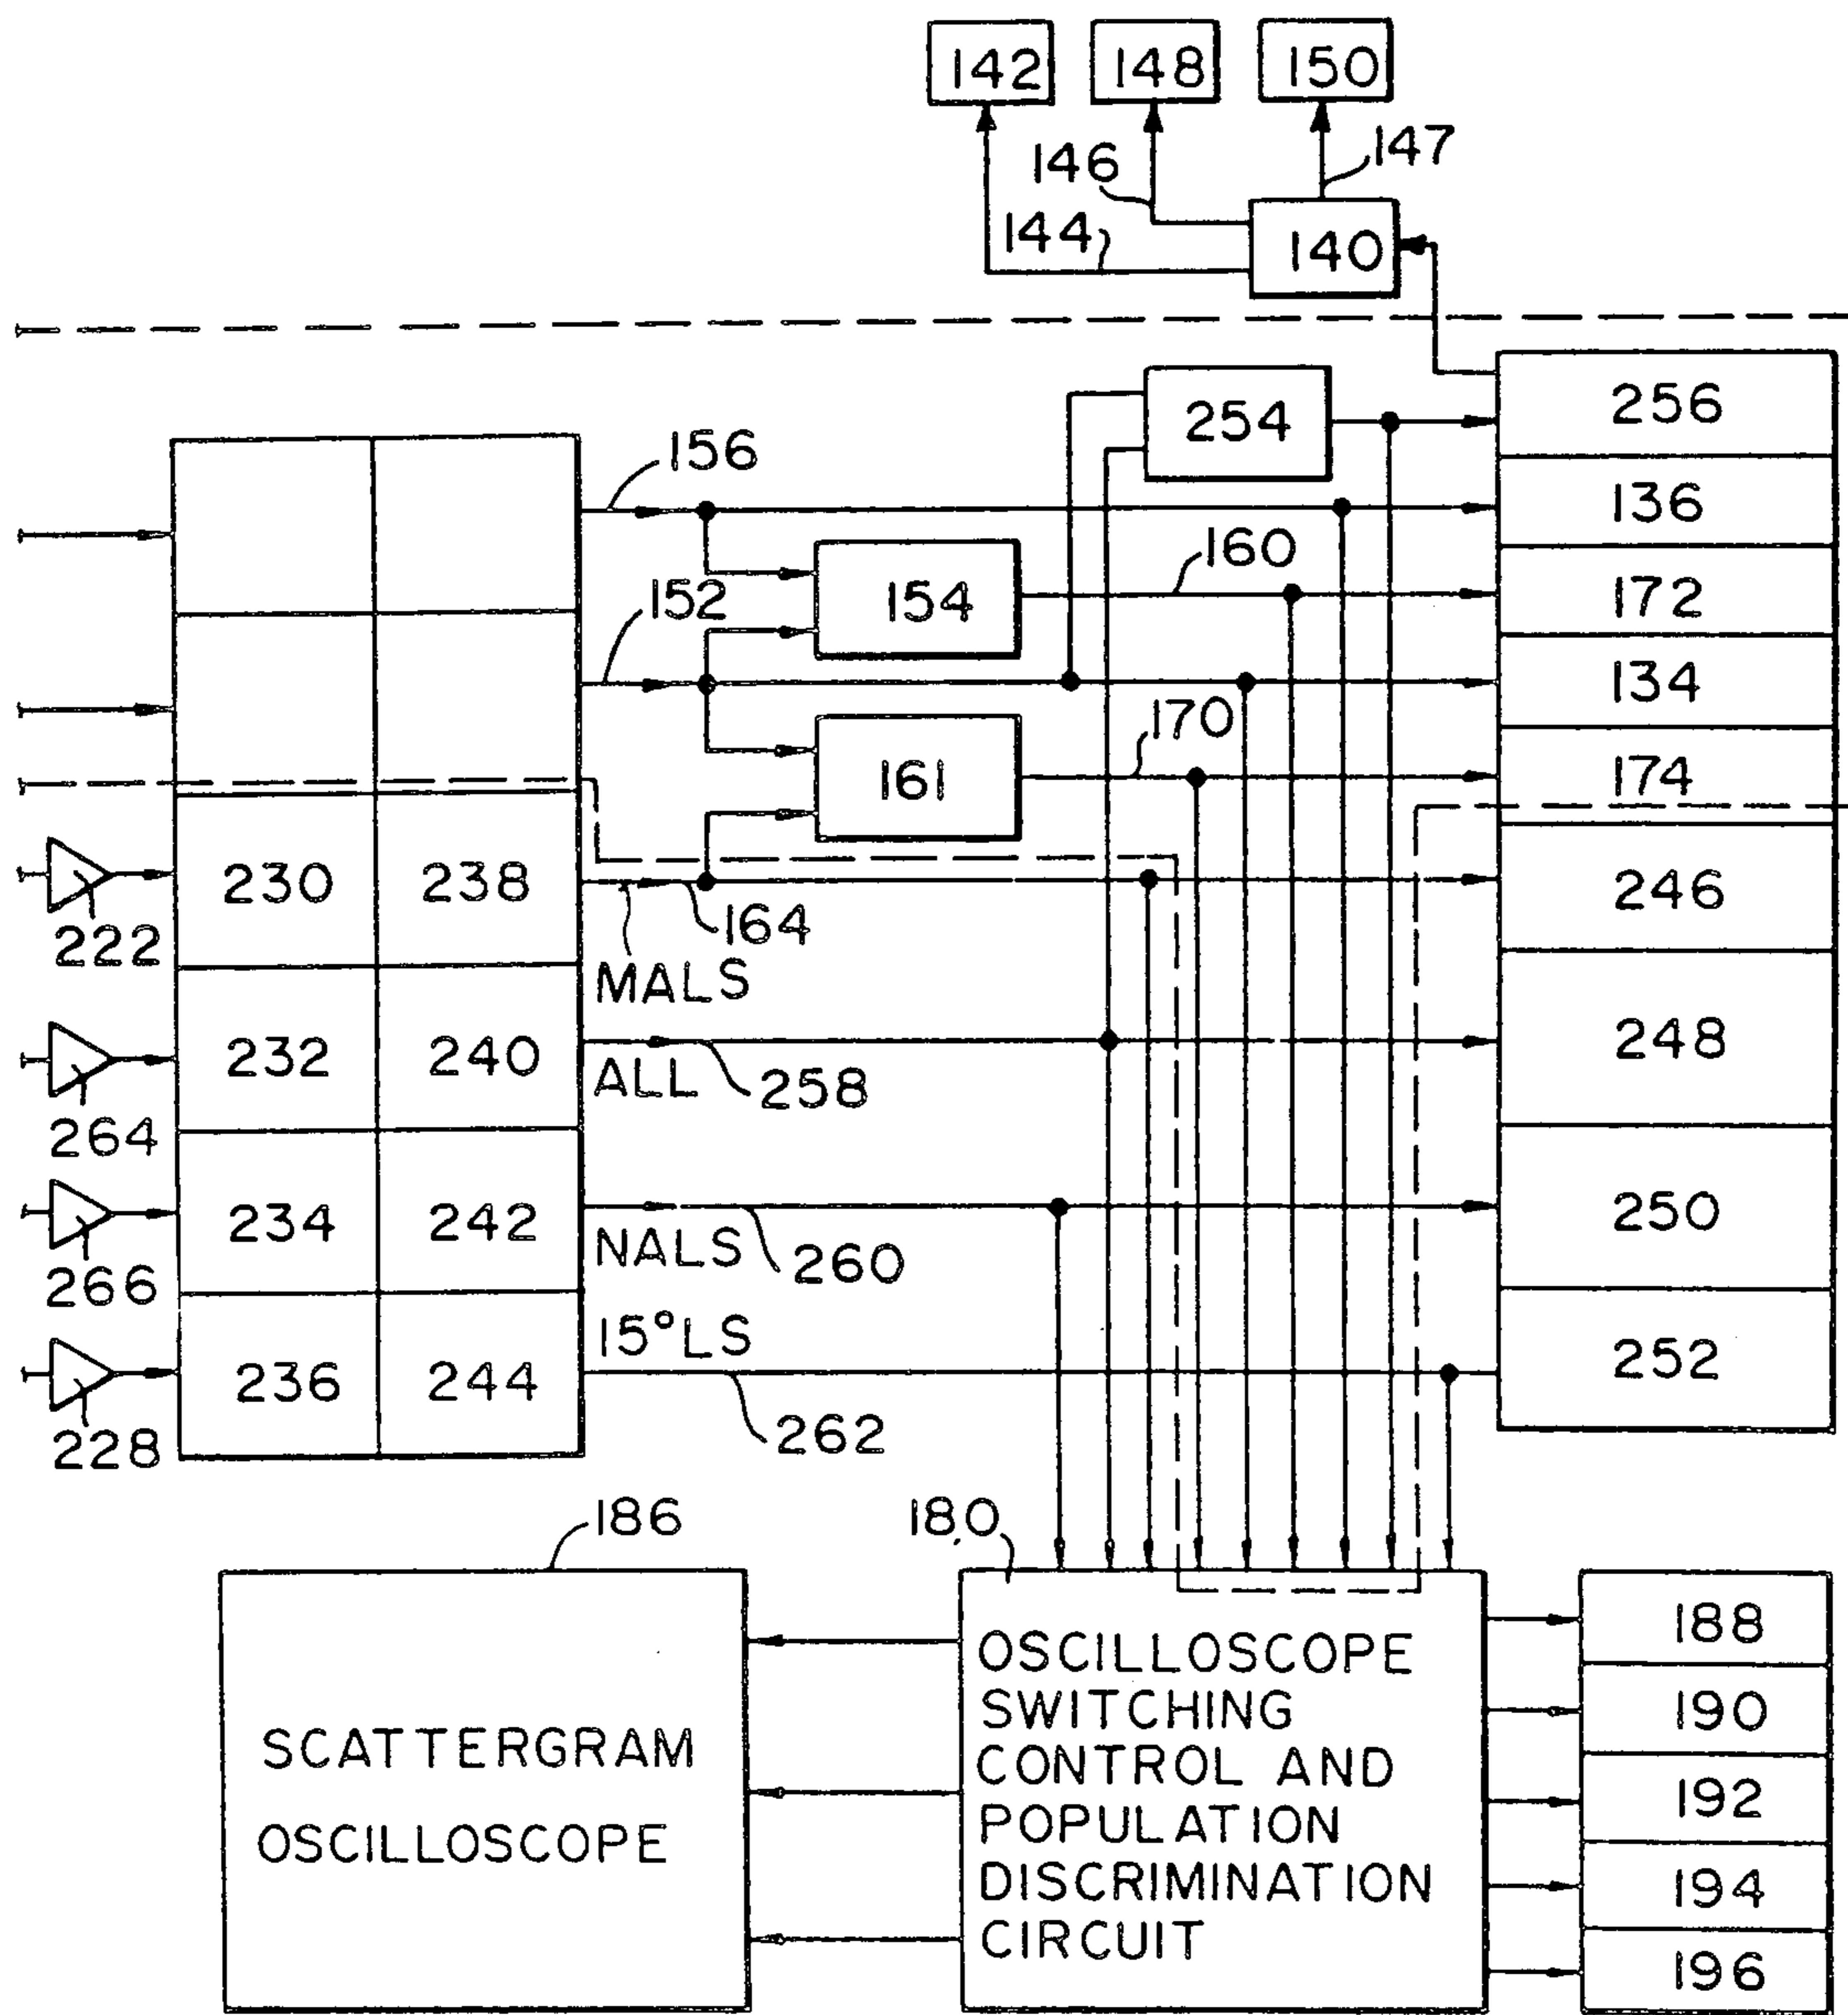 142 148 150
146 147
144 140
256
254
156
136
160
154 172
152
134
170
161 174
230 238 246
222 164
MALS
232 240 248
ALL 258
264
234 242 250
NALS 260
266
15°LS
236 244 252
228 262
186 180
OSCILLOSCOPE 188
SWITCHING 190
SCATTERGRAM CONTROL AND
POPULATION 192
OSCILLOSCOPE
DISCRIMINATION 194
CIRCUIT
196